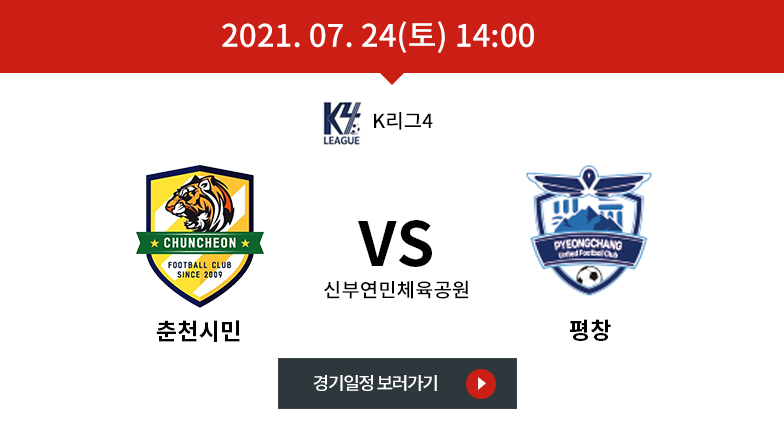 2021. 07. 24(토) 14:00
K4
LEAGUE
K리그4
CHUNCHEON
FOOTBALL CLUB
SINCE 2009
춘천시민
VS
신부연민체육공원
PYEONGCHANG
United Football Club
평창
경기일정 보러가기